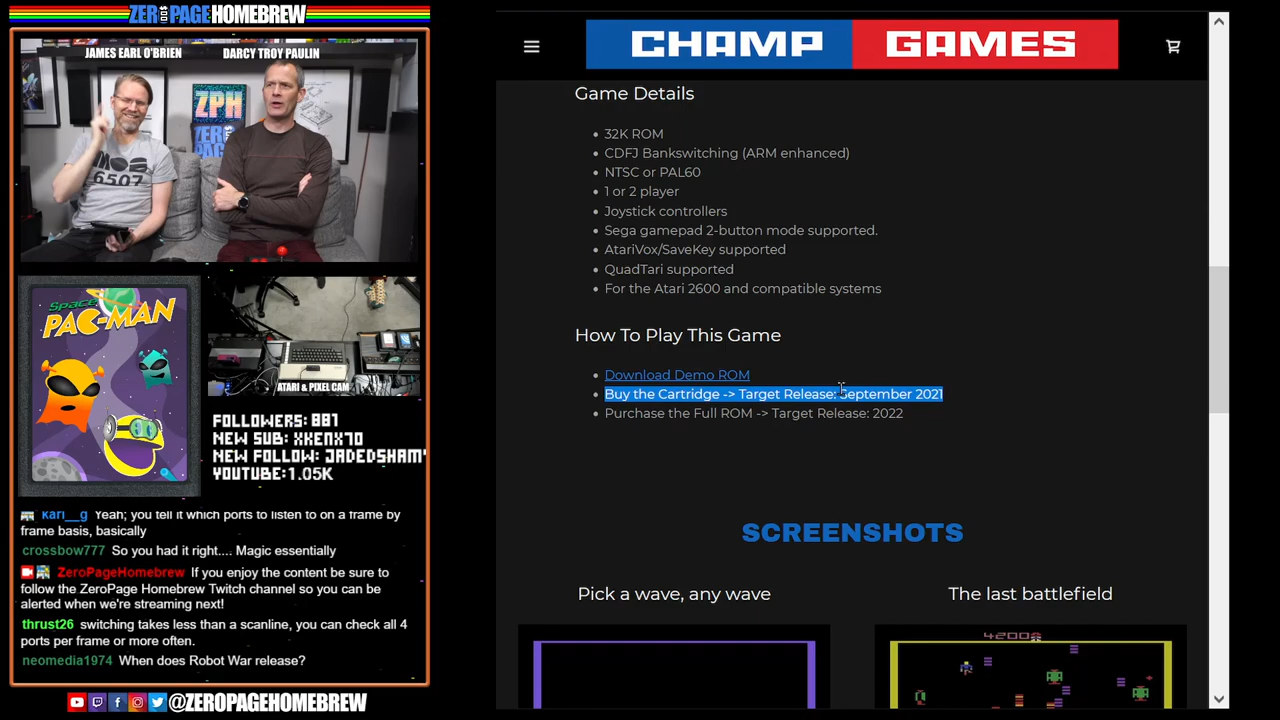 ZEROPAGE HOMEBREW
JAMES EARL O'BRIEN
DARCY TROY PAULIN
ZPH
MOS
6507
Space
PAC-MAN
ATARI & PIXEL CAM
FOLLOWERS: 881
NEW SUB: XKENX70
NEW FOLLOW: JADEDSHAM
YOUTUBE: 1.05K
kari__g Yeah; you tell it which ports to listen to on a frame by
frame basis, basically
crossbow777 So you had it right.... Magic essentially
ZeroPageHomebrew If you enjoy the content be sure to
follow the ZeroPage Homebrew Twitch channel so you can be
alerted when we're streaming next!
thrust26 switching takes less than a scanline, you can check all 4
ports per frame or more often.
neomedia1974 When does Robot War release?
@ZEROPAGEHOMEBREW
CHAMP GAMES
Game Details
32K ROM
CDFJ Bankswitching (ARM enhanced)
NTSC or PAL60
1 or 2 player
Joystick controllers
Sega gamepad 2-button mode supported.
AtariVox/SaveKey supported
QuadTari supported
For the Atari 2600 and compatible systems
How To Play This Game
Download Demo ROM
Buy the Cartridge -> Target Release: September 2021
Purchase the Full ROM -> Target Release: 2022
SCREENSHOTS
Pick a wave, any wave
The last battlefield
4200